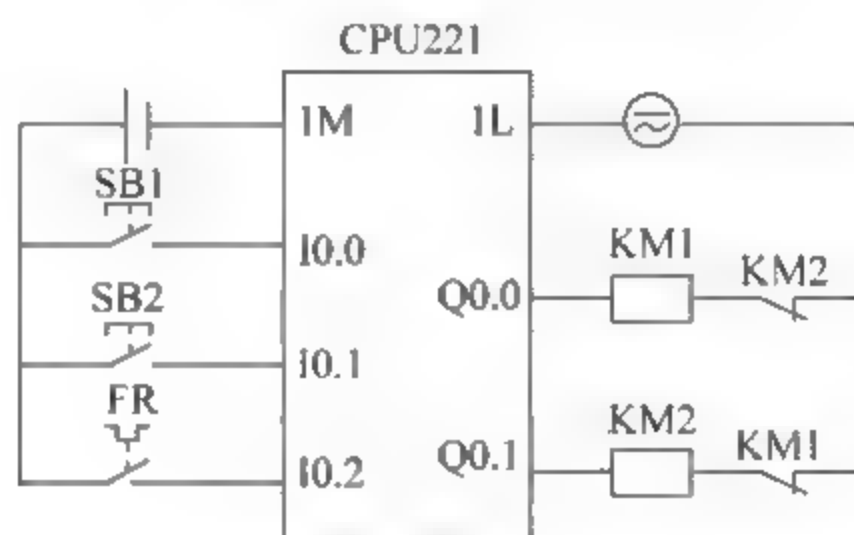 CPU221
1M
1L
SB1
I0.0
KM1
KM2
SB2
Q0.0
I0.1
FR
KM2
KM1
Q0.1
I0.2